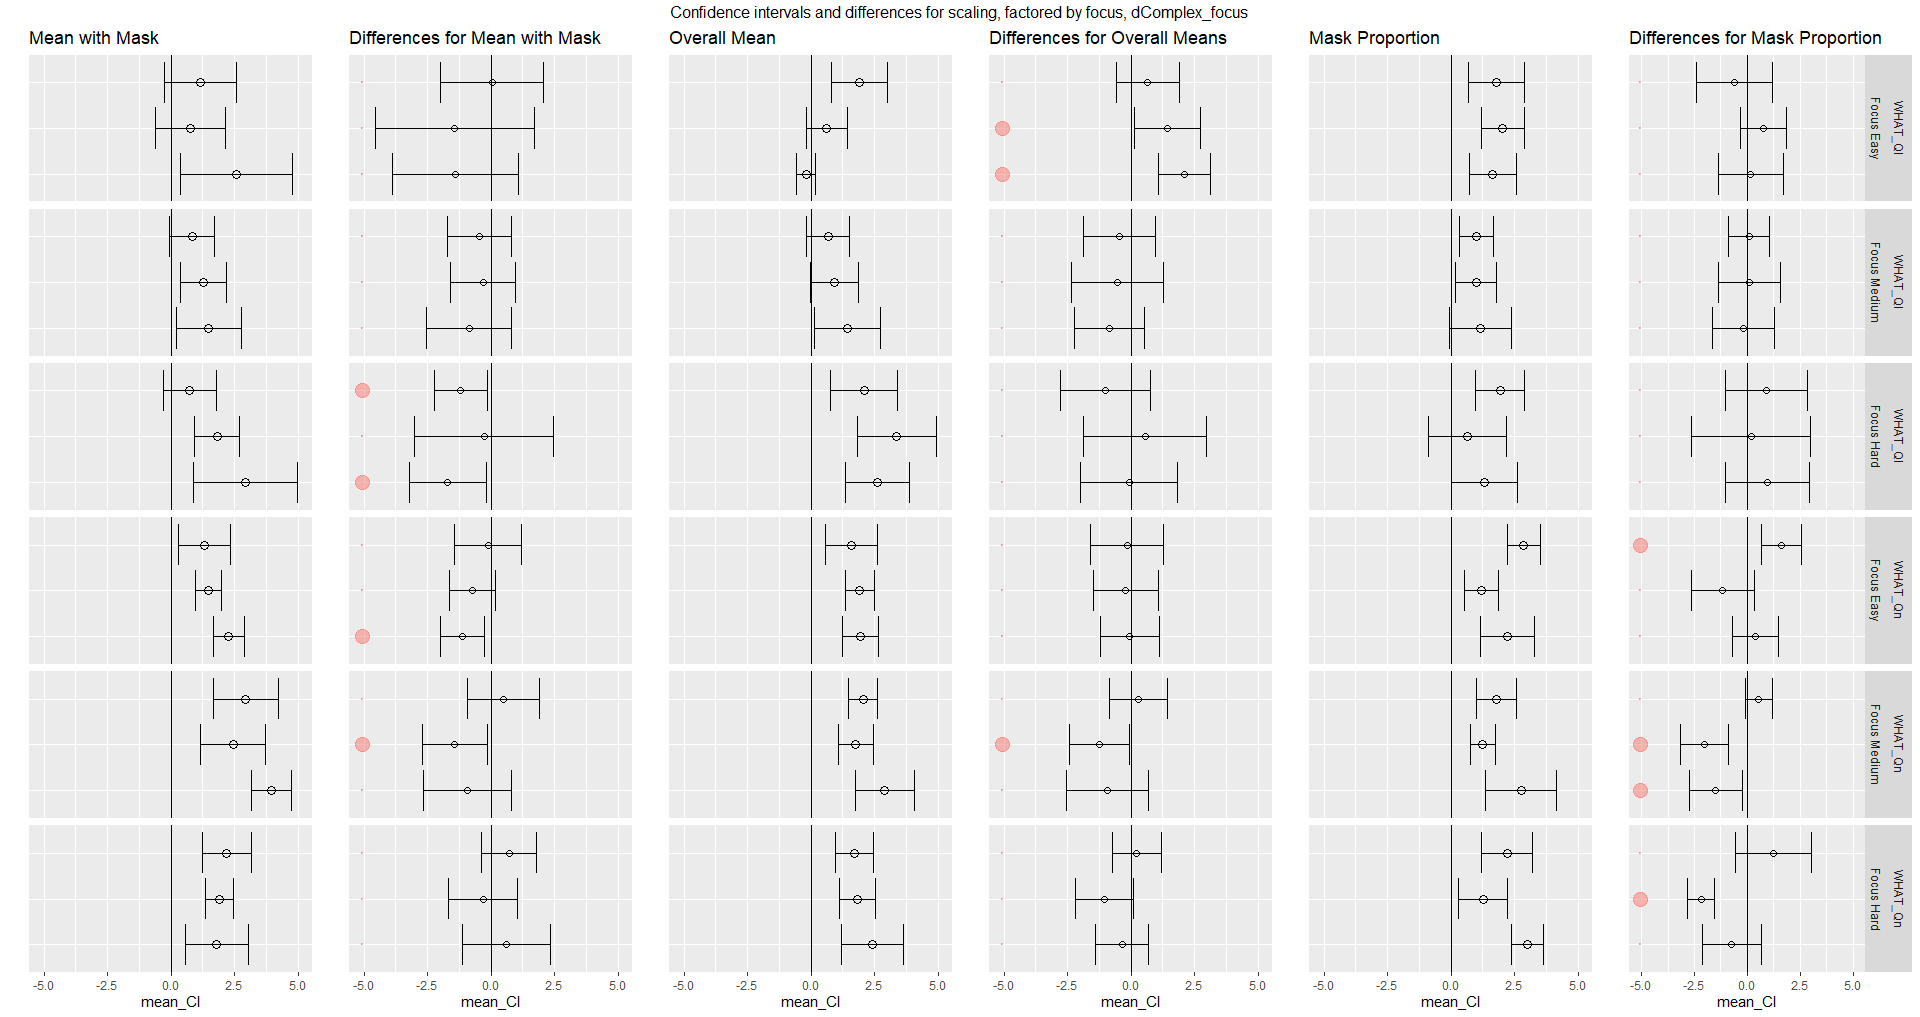 Confidence intervals and differences for scaling, factored by focus, dComplex_focus
Mean with Mask
Differences for Mean with Mask
Overall Mean
Differences for Overall Means
Mask Proportion
Differences for Mask Proportion
WHAT_QI
Focus Easy
WHAT_QI
Focus Medium
WHAT_QI
Focus Hard
WHAT_Qn
Focus Easy
WHAT_Qn
Focus Medium
WHAT_Qn
Focus Hard
-5.0 -2.5 0.0 2.5 5.0
mean_CI
-5.0 -2.5 0.0 2.5 5.0
mean_CI
-5.0 -2.5 0.0 2.5 5.0
mean_CI
-5.0 -2.5 0.0 2.5 5.0
mean_CI
-5.0 -2.5 0.0 2.5 5.0
mean_CI
-5.0 -2.5 0.0 2.5 5.0
mean_CI